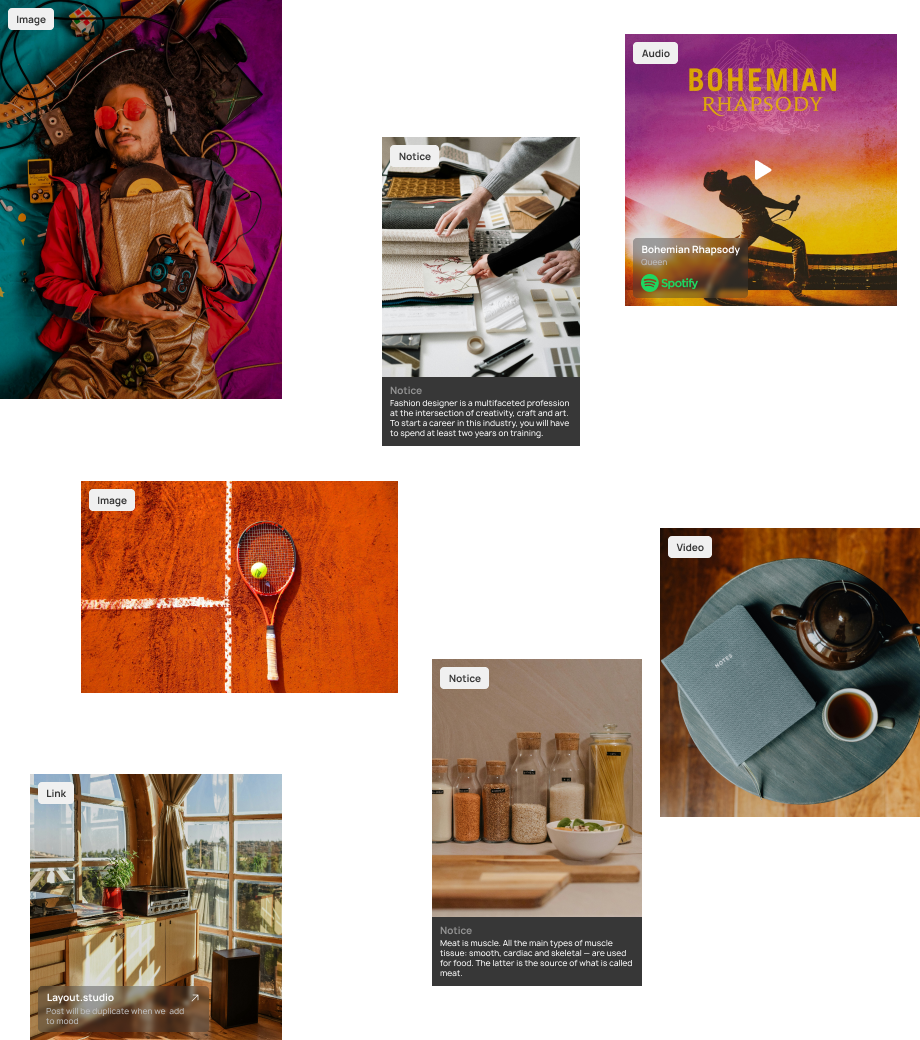 Image
Audio
BOHEMIAN
RHAPSODY
Bohemian Rhapsody
Queen
Spotify
Notice
Notice
Fashion designer is a multifaceted profession
at the intersection of creativity, craft and art.
To start a career in this industry, you will have
to spend at least two years on training.
Image
Video
NOTES
Notice
Notice
Meat is muscle. All the main types of muscle
tissue: smooth, cardiac and skeletal — are used
for food. The latter is the source of what is called
meat.
Link
Layout.studio
Post will be duplicate when we add
to mood